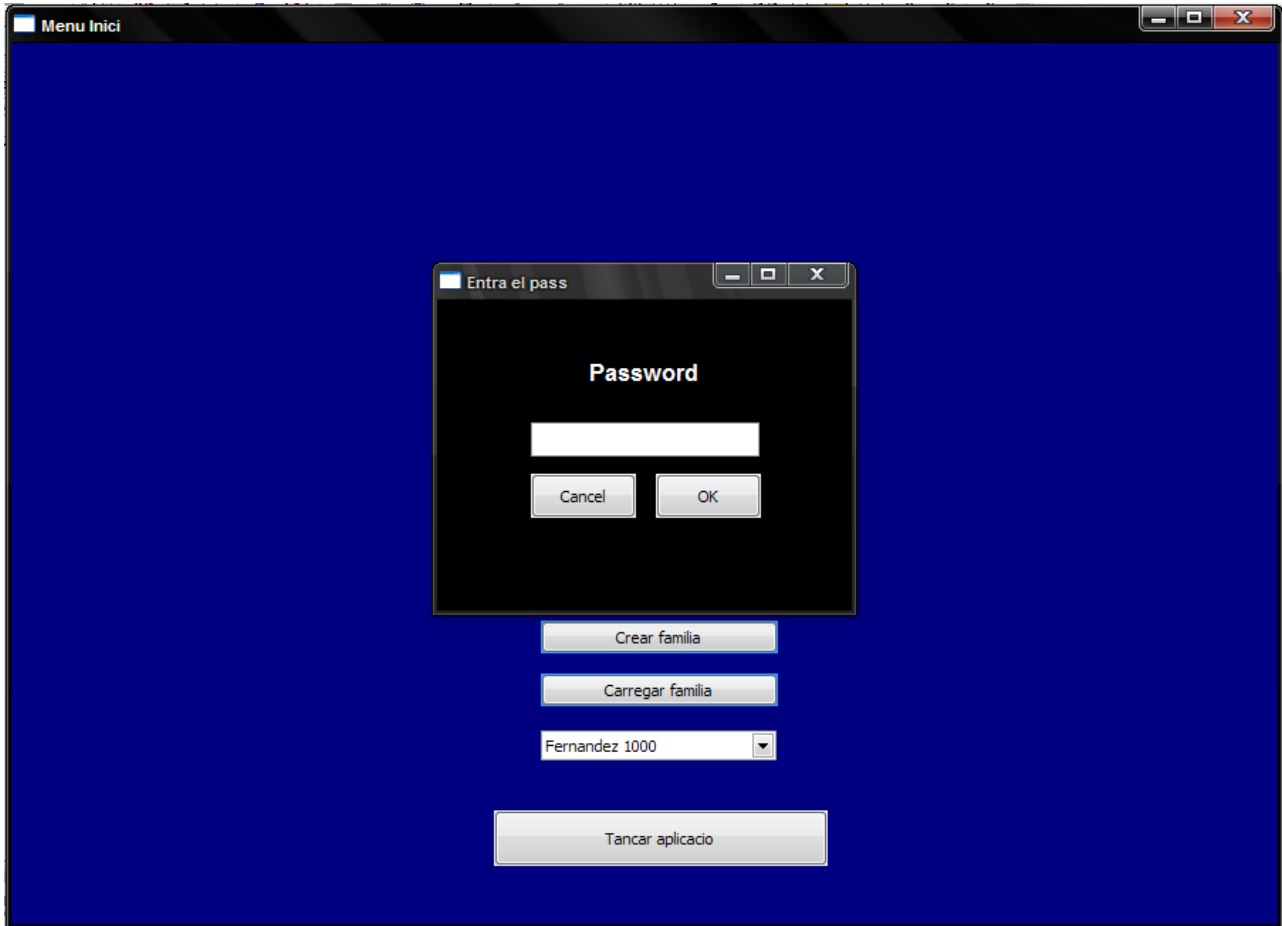 Menu Inici
Entra el pass
Password
Cancel OK
Crear familia
Carregar familia
Fernandez 1000
Tancar aplicacio